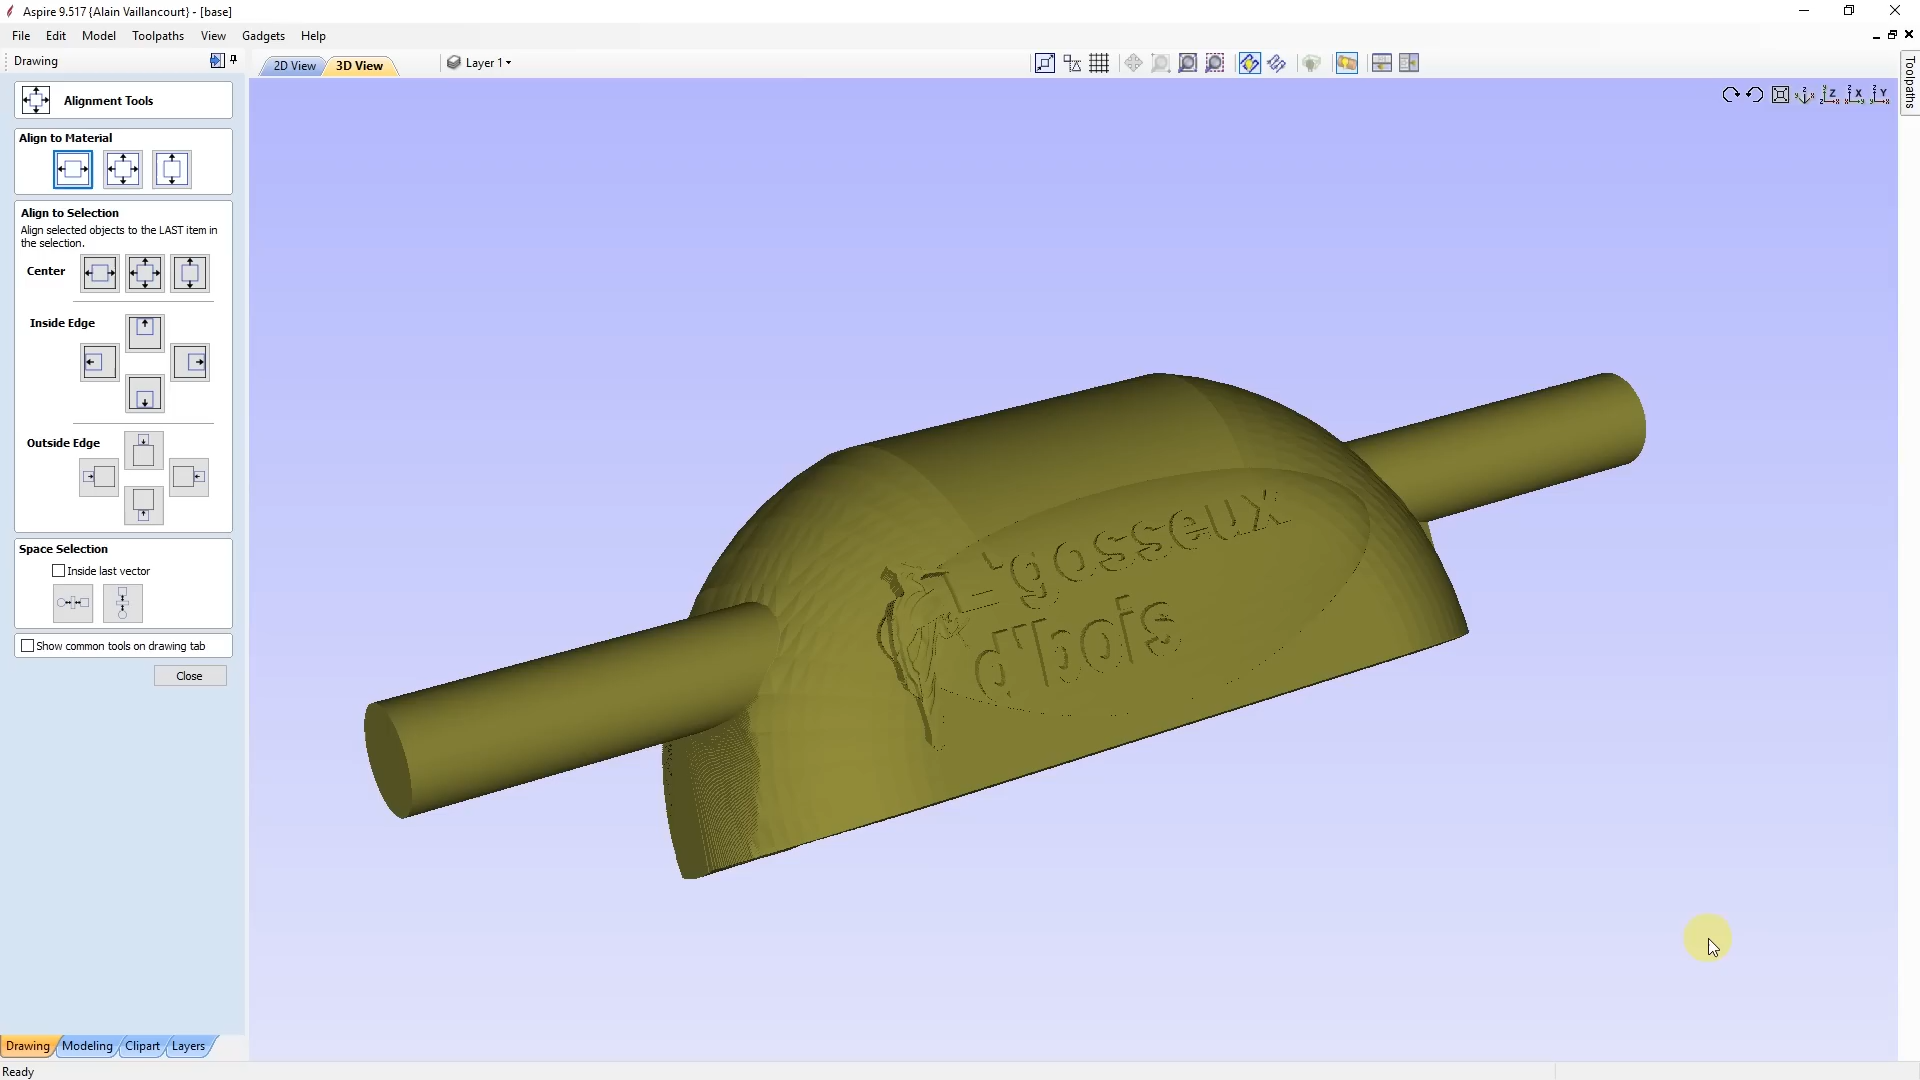 Aspire 9.517 {Alain Vaillancourt} - [base]
File Edit Model Toolpaths View Gadgets Help
Drawing
2D View 3D View Layer 1
Toolpaths
Alignment Tools
Align to Material
Align to Selection
Align selected objects to the LAST item in
the selection.
Center
Inside Edge
Outside Edge
Space Selection
Inside last vector
Show common tools on drawing tab
Close
L'gosseux
d'bois
Z X Y
Drawing Modeling Clipart Layers
Ready